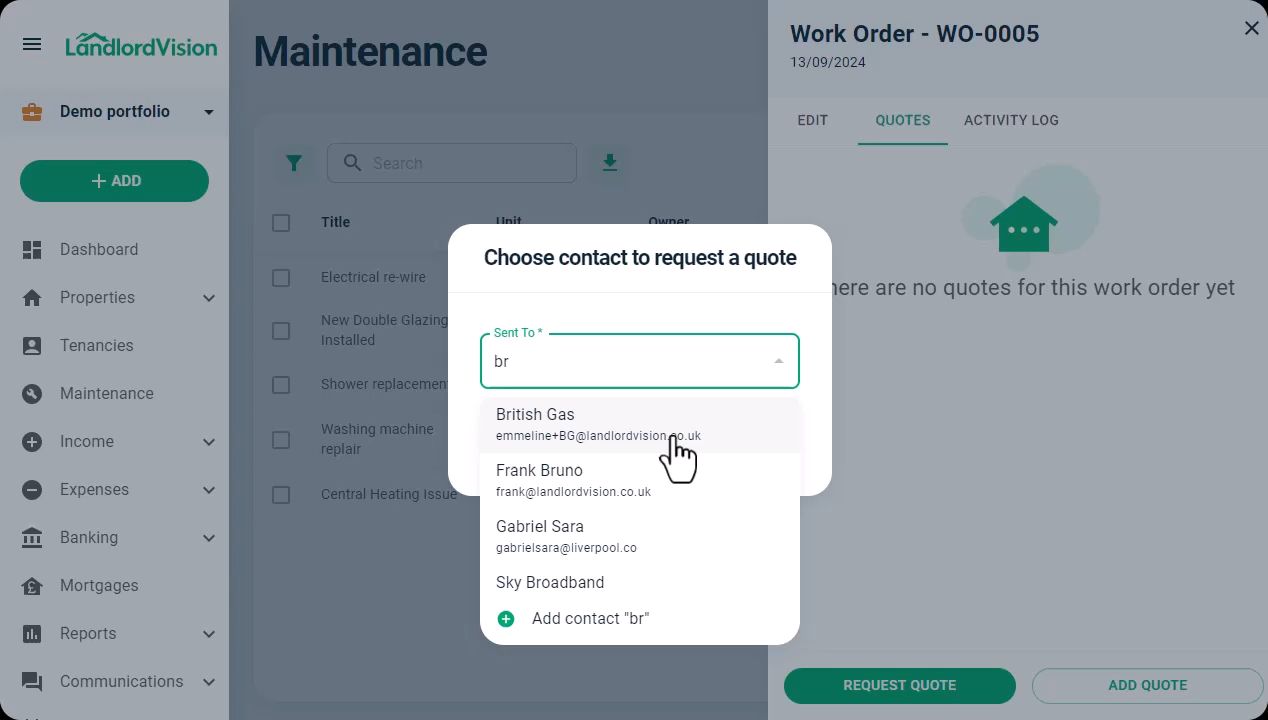 LandlordVision
Demo portfolio
ADD
Dashboard
Properties
Tenancies
Maintenance
Income
Expenses
Banking
Mortgages
Reports
Communications
Maintenance
Search
Title
Unit
Owner
Electrical re-wire
New Double Glazing
Installed
Shower replacement
Washing machine
replair
Central Heating Issue
Work Order - WO-0005
13/09/2024
EDIT
QUOTES
ACTIVITY LOG
here are no quotes for this work order yet
REQUEST QUOTE
ADD QUOTE
Choose contact to request a quote
Sent To *
br
British Gas
emmeline+BG@landlordvision.co.uk
Frank Bruno
frank@landlordvision.co.uk
Gabriel Sara
gabrielsara@liverpool.co
Sky Broadband
Add contact "br"